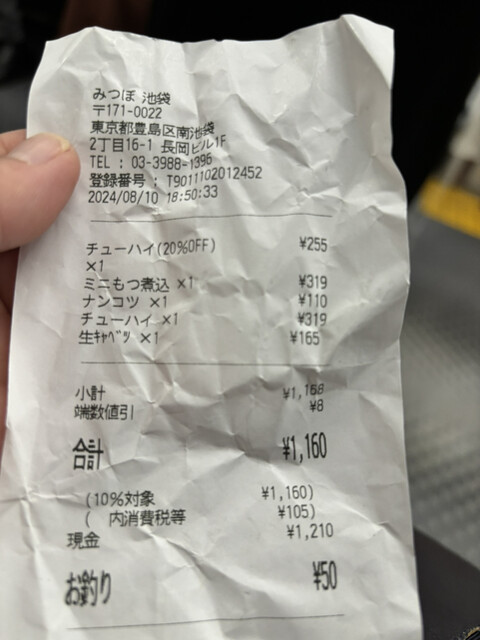 みつぼ 池袋
〒171-0022
東京都豊島区南池袋
2丁目16-1 長岡ビル1F
TEL : 03-3988-1396
登録番号 : T9011102012452
2024/08/10 18:50:33
チューハイ(20%OFF) ¥255
×1
ミニもつ煮込 ×1 ¥319
ナンコツ ×1 ¥110
チューハイ ×1 ¥319
生キャベツ ×1 ¥165
小計 ¥1,168
端数値引 ¥8
合計 ¥1,160
(10%対象 ¥1,160)
( 内消費税等 ¥105)
現金 ¥1,210
お釣り ¥50